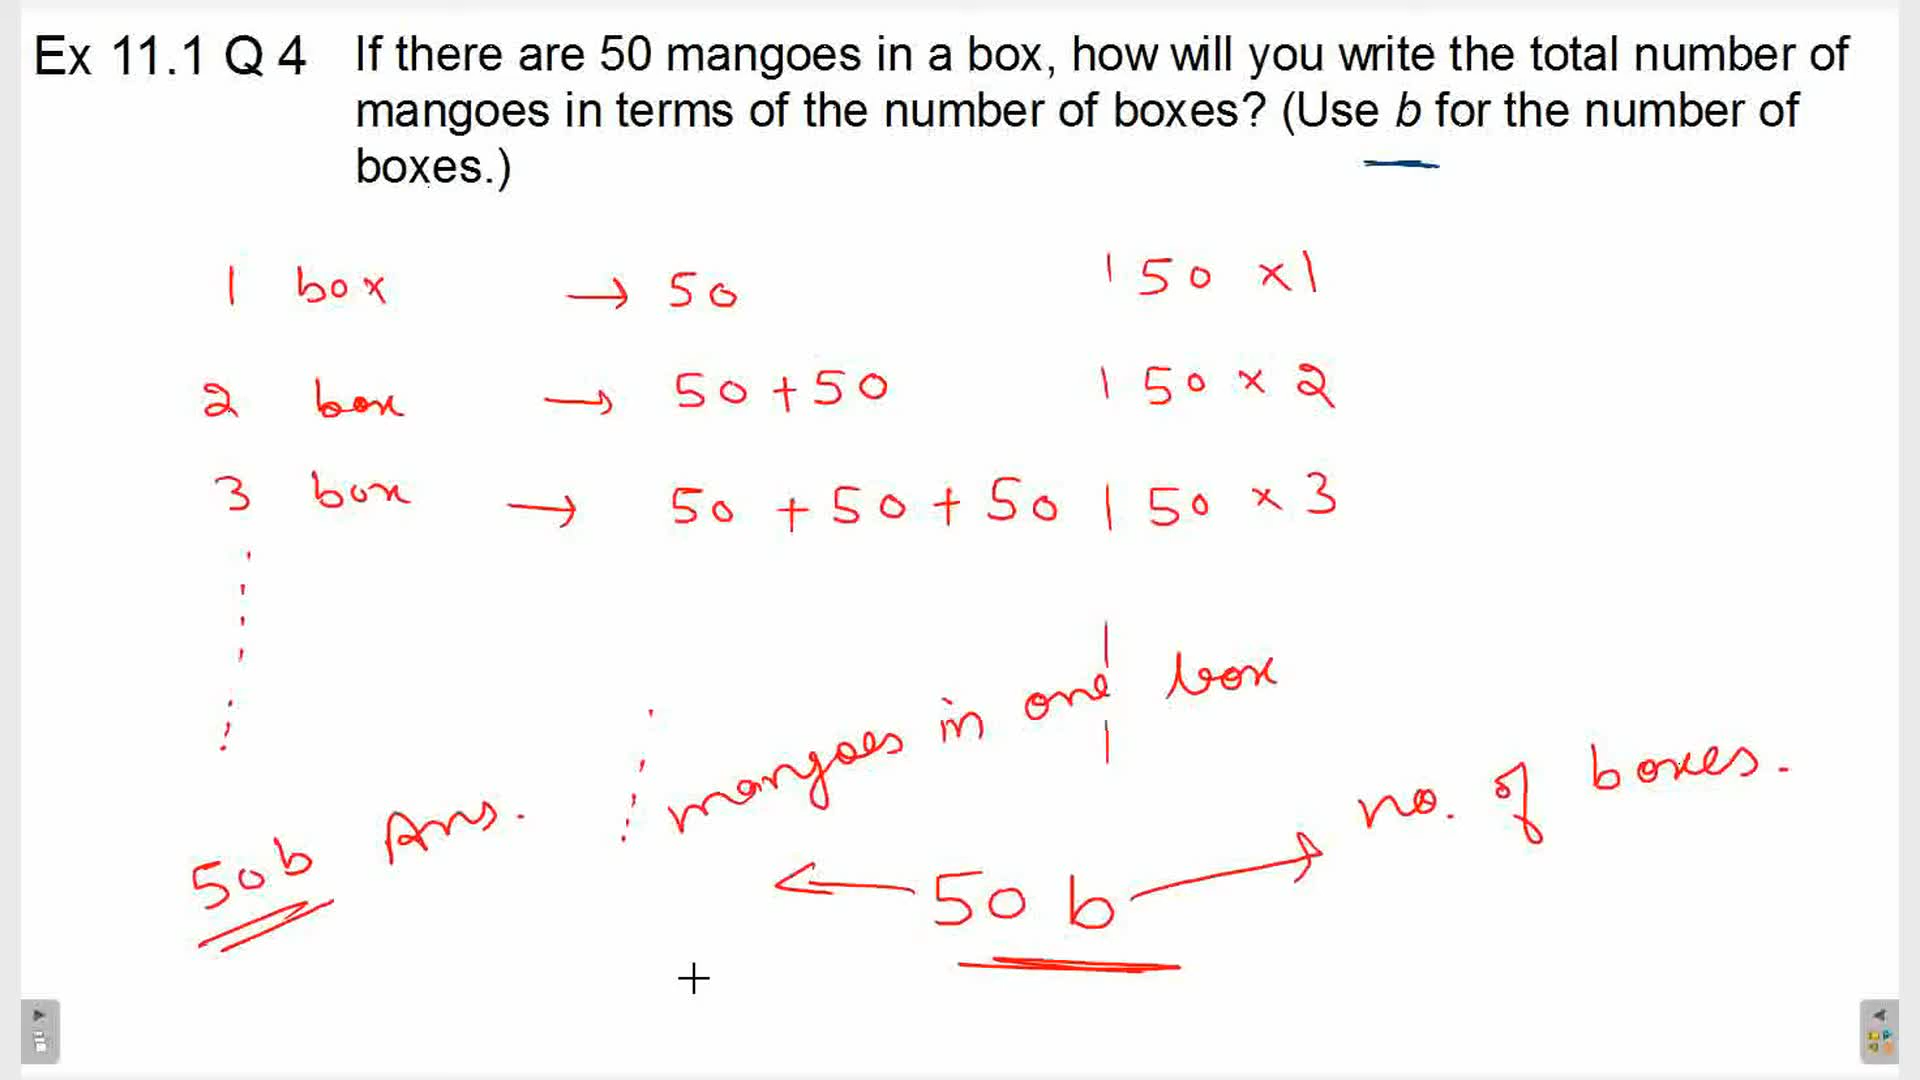 Ex 11.1 Q 4 If there are 50 mangoes in a box, how will you write the total number of
mangoes in terms of the number of boxes? (Use b for the number of
boxes.)
1 box → 50 | 50 × 1
2 box → 50 + 50 | 50 × 2
3 box → 50 + 50 + 50 | 50 × 3
mangoes in one box
no. of boxes.
50b Ans.
← 50 b →